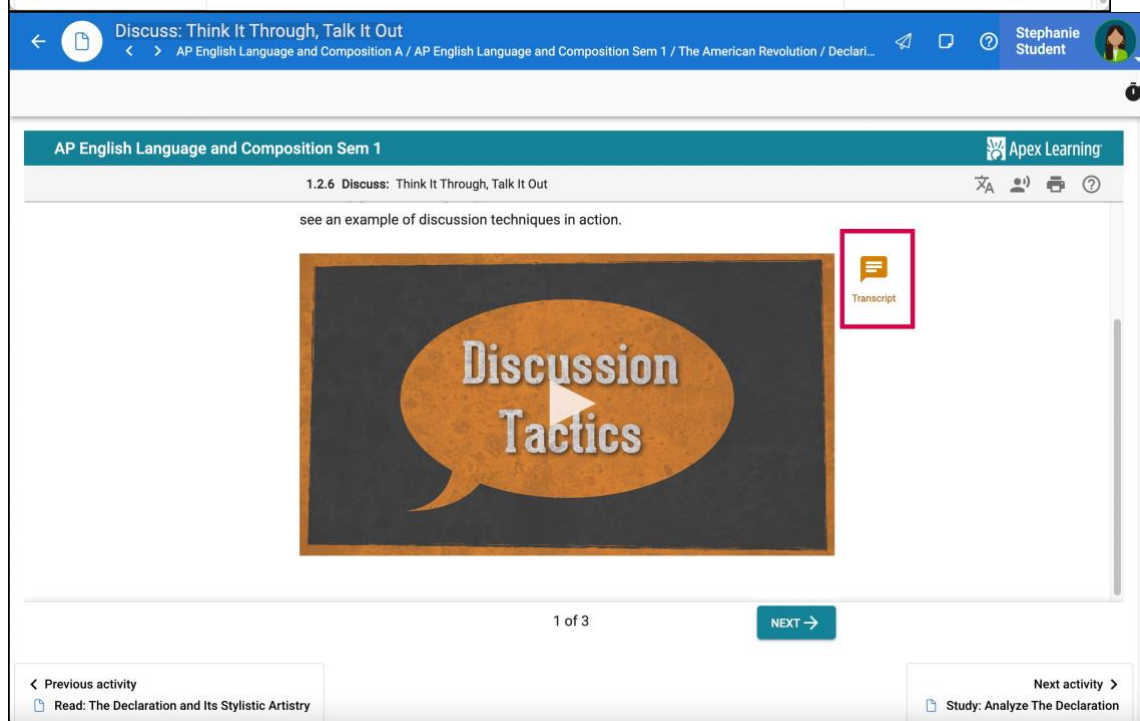 Discuss: Think It Through, Talk It Out
AP English Language and Composition A / AP English Language and Composition Sem 1 / The American Revolution / Declari...
Stephanie
Student
AP English Language and Composition Sem 1
Apex Learning
1.2.6 Discuss: Think It Through, Talk It Out
see an example of discussion techniques in action.
Transcript
Discussion
Tactics
1 of 3
NEXT →
Previous activity
Next activity
Read: The Declaration and Its Stylistic Artistry
Study: Analyze The Declaration